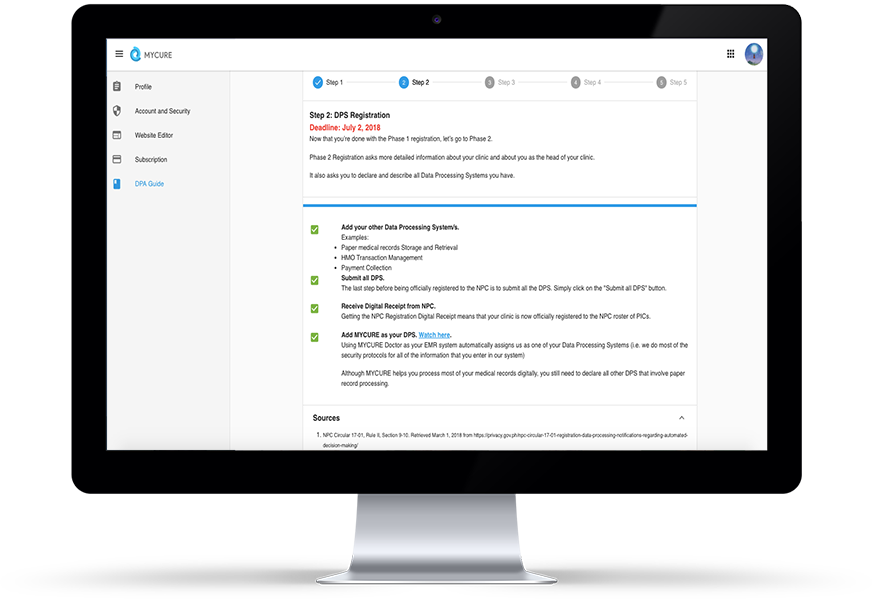 MYCURE
Profile
Account and Security
Website Editor
Subscription
DPA Guide
Step 1
2 Step 2
3 Step 3
4 Step 4
5 Step 5
Step 2: DPS Registration
Deadline: July 2, 2018
Now that you're done with the Phase 1 registration, let's go to Phase 2.
Phase 2 Registration asks more detailed information about your clinic and about you as the head of your clinic.
It also asks you to declare and describe all Data Processing Systems you have.
Add your other Data Processing System/s.
Examples:
• Paper medical records Storage and Retrieval
• HMO Transaction Management
• Payment Collection
Submit all DPS.
The last step before being officially registered to the NPC is to submit all the DPS. Simply click on the "Submit all DPS" button.
Receive Digital Receipt from NPC.
Getting the NPC Registration Digital Receipt means that your clinic is now officially registered to the NPC roster of PICs.
Add MYCURE as your DPS. Watch here.
Using MYCURE Doctor as your EMR system automatically assigns us as one of your Data Processing Systems (i.e. we do most of the
security protocols for all of the information that you enter in our system)
Although MYCURE helps you process most of your medical records digitally, you still need to declare all other DPS that involve paper
record processing.
Sources
1. NPC Circular 17-01, Rule II, Section 9-10. Retrieved March 1, 2018 from https://privacy.gov.ph/npc-circular-17-01-registration-data-processing-notifications-regarding-automated-
decision-making/